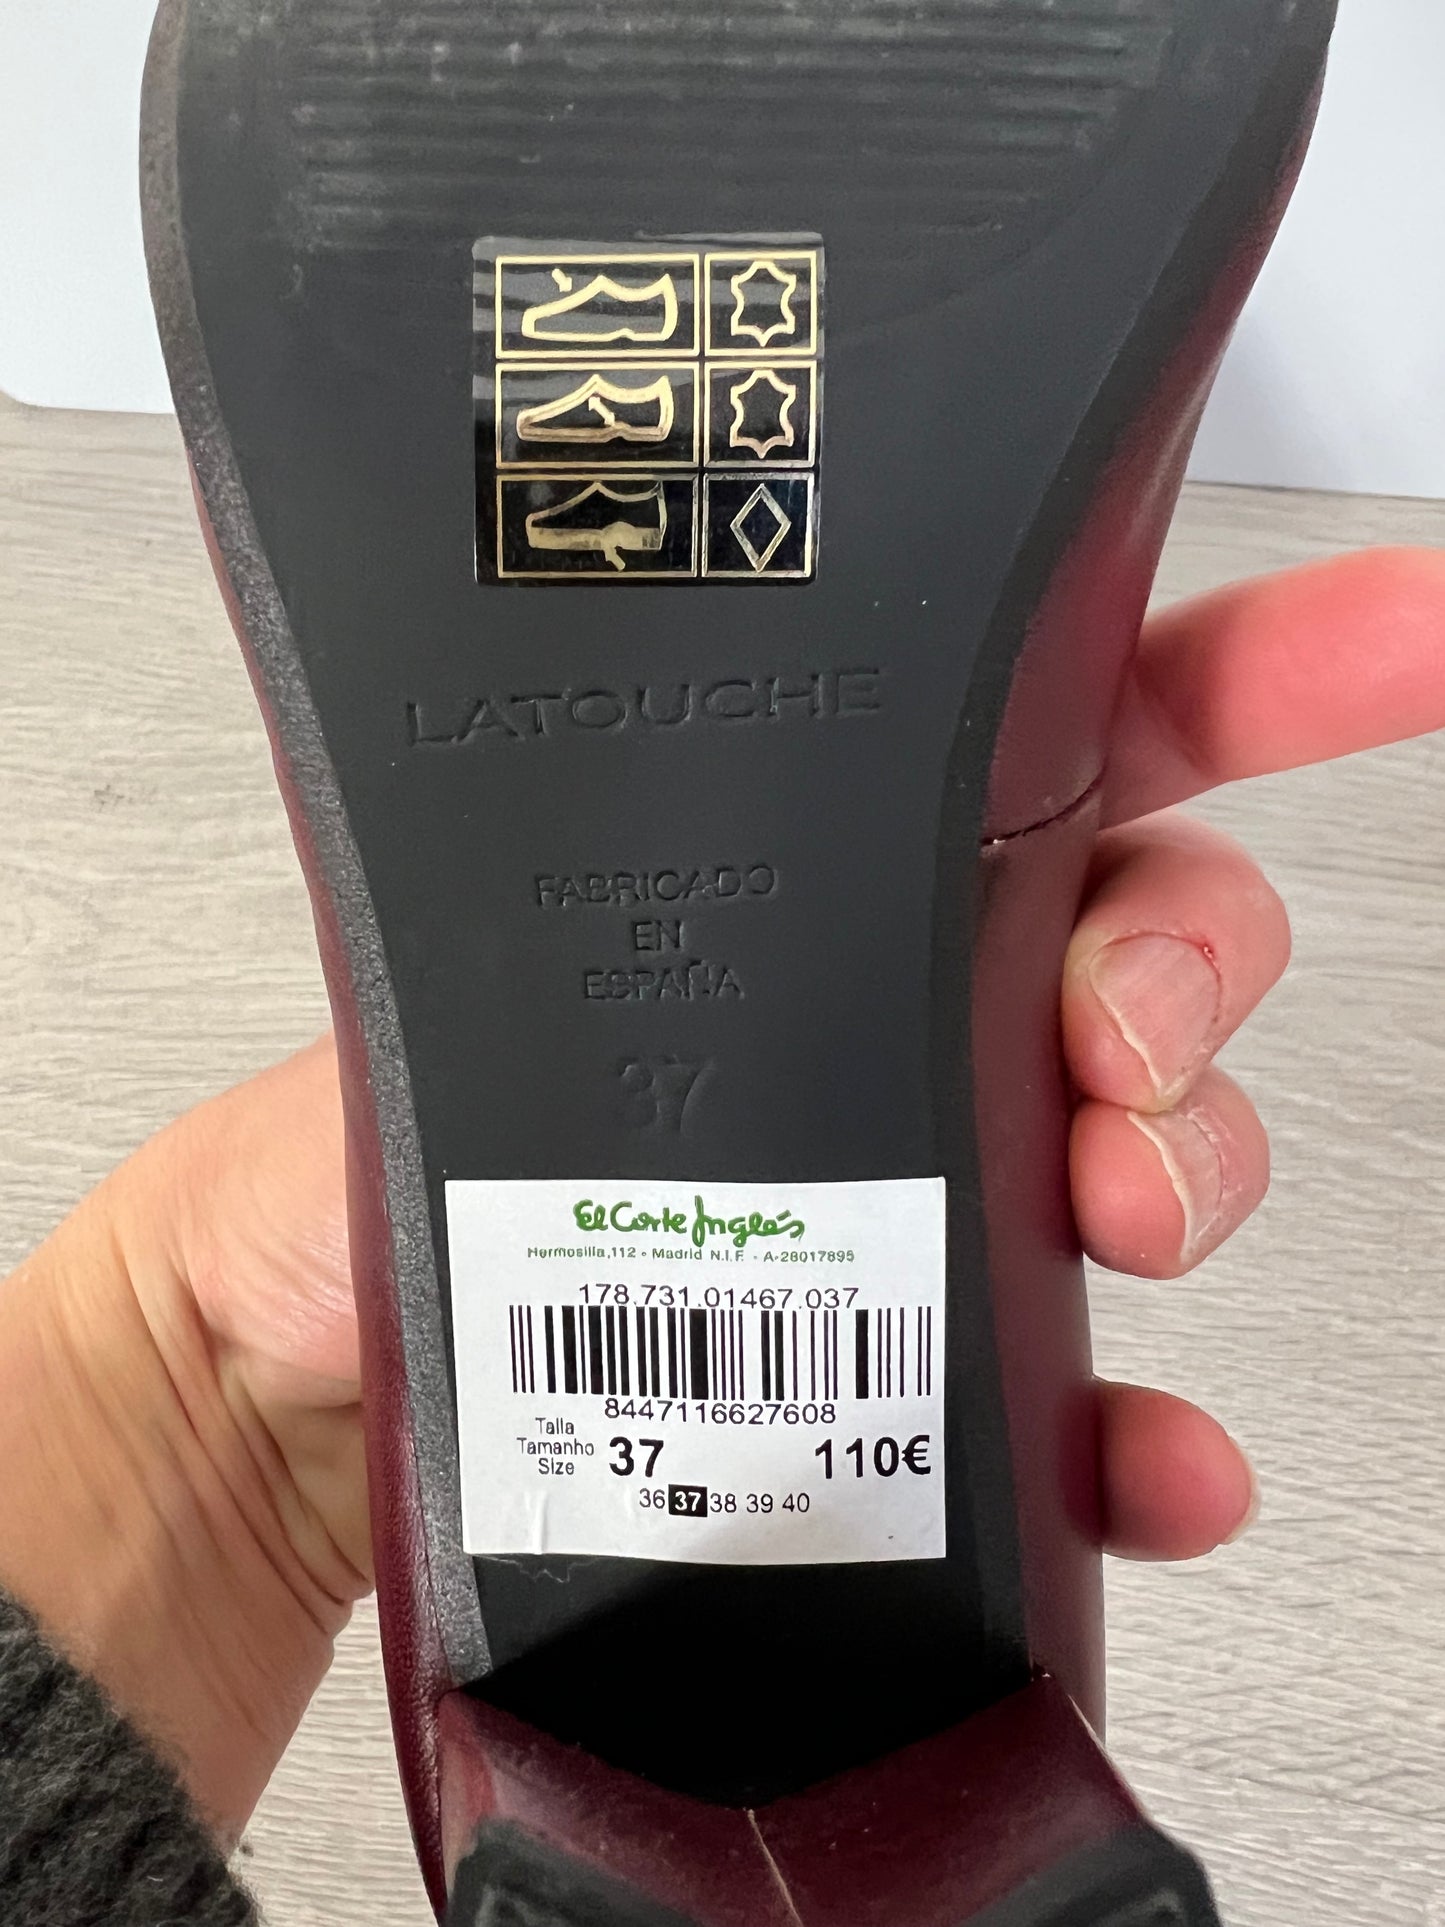 LATOUCHE
FABRICADO
EN
ESPAÑA
37
El Corte Inglés
Hermosilla,112 - Madrid N.I.F. - A-28017895
178.731.01467.037
8447116627608
Talla
Tamanho
Size
37
110€
36 37 38 39 40